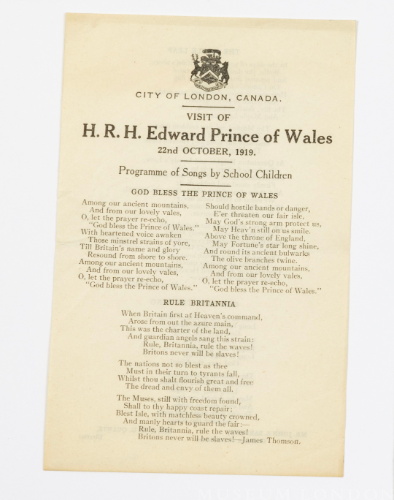 CITY OF LONDON, CANADA.
VISIT OF
H. R. H. Edward Prince of Wales
22nd OCTOBER, 1919.
Programme of Songs by School Children
GOD BLESS THE PRINCE OF WALES
Among our ancient mountains.
And from our lovely vales,
O, let the prayer re-echo,
"God bless the Prince of Wales."
With heartened voice awaken
Those minstrel strains of yore,
Till Britain's name and glory
Resound from shore to shore.
Among our ancient mountains,
And from our lovely vales,
O, let the prayer re-echo,
"God bless the Prince of Wales."
Should hostile bands or danger,
E'er threaten our fair isle,
May God's strong arm protect us,
May Heav'n still on us smile.
Above the throne of England,
May Fortune's star long shine,
And round its ancient bulwarks
The olive branches twine.
Among our ancient mountains,
And from our lovely vales,
O, let the prayer re-echo,
"God bless the Prince of Wales."
RULE BRITANNIA
When Britain first at Heaven's command,
Arose from out the azure main,
This was the charter of the land,
And guardian angels sang this strain:
Rule, Britannia, rule the waves!
Britons never will be slaves!
The nations not so blest as thee
Must in their turn to tyrants fall,
Whilst thou shalt flourish great and free
The dread and envy of them all.
The Muses, still with freedom found,
Shall to thy happy coast repair:
Blest Isle, with matchless beauty crowned,
And manly hearts to guard the fair:—
Rule, Britannia, rule the waves!
Britons never will be slaves!—James Thomson.